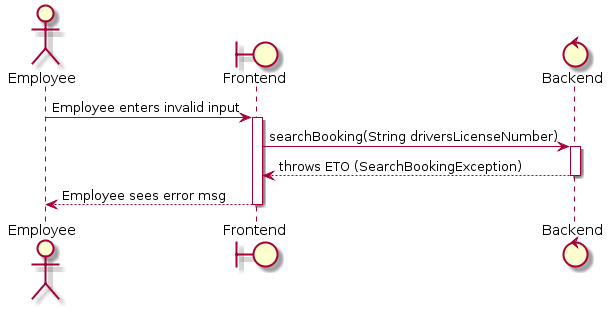 Employee
Frontend
Backend
Employee enters invalid input
searchBooking(String driversLicenseNumber)
throws ETO (SearchBookingException)
Employee sees error msg
Employee
Frontend
Backend